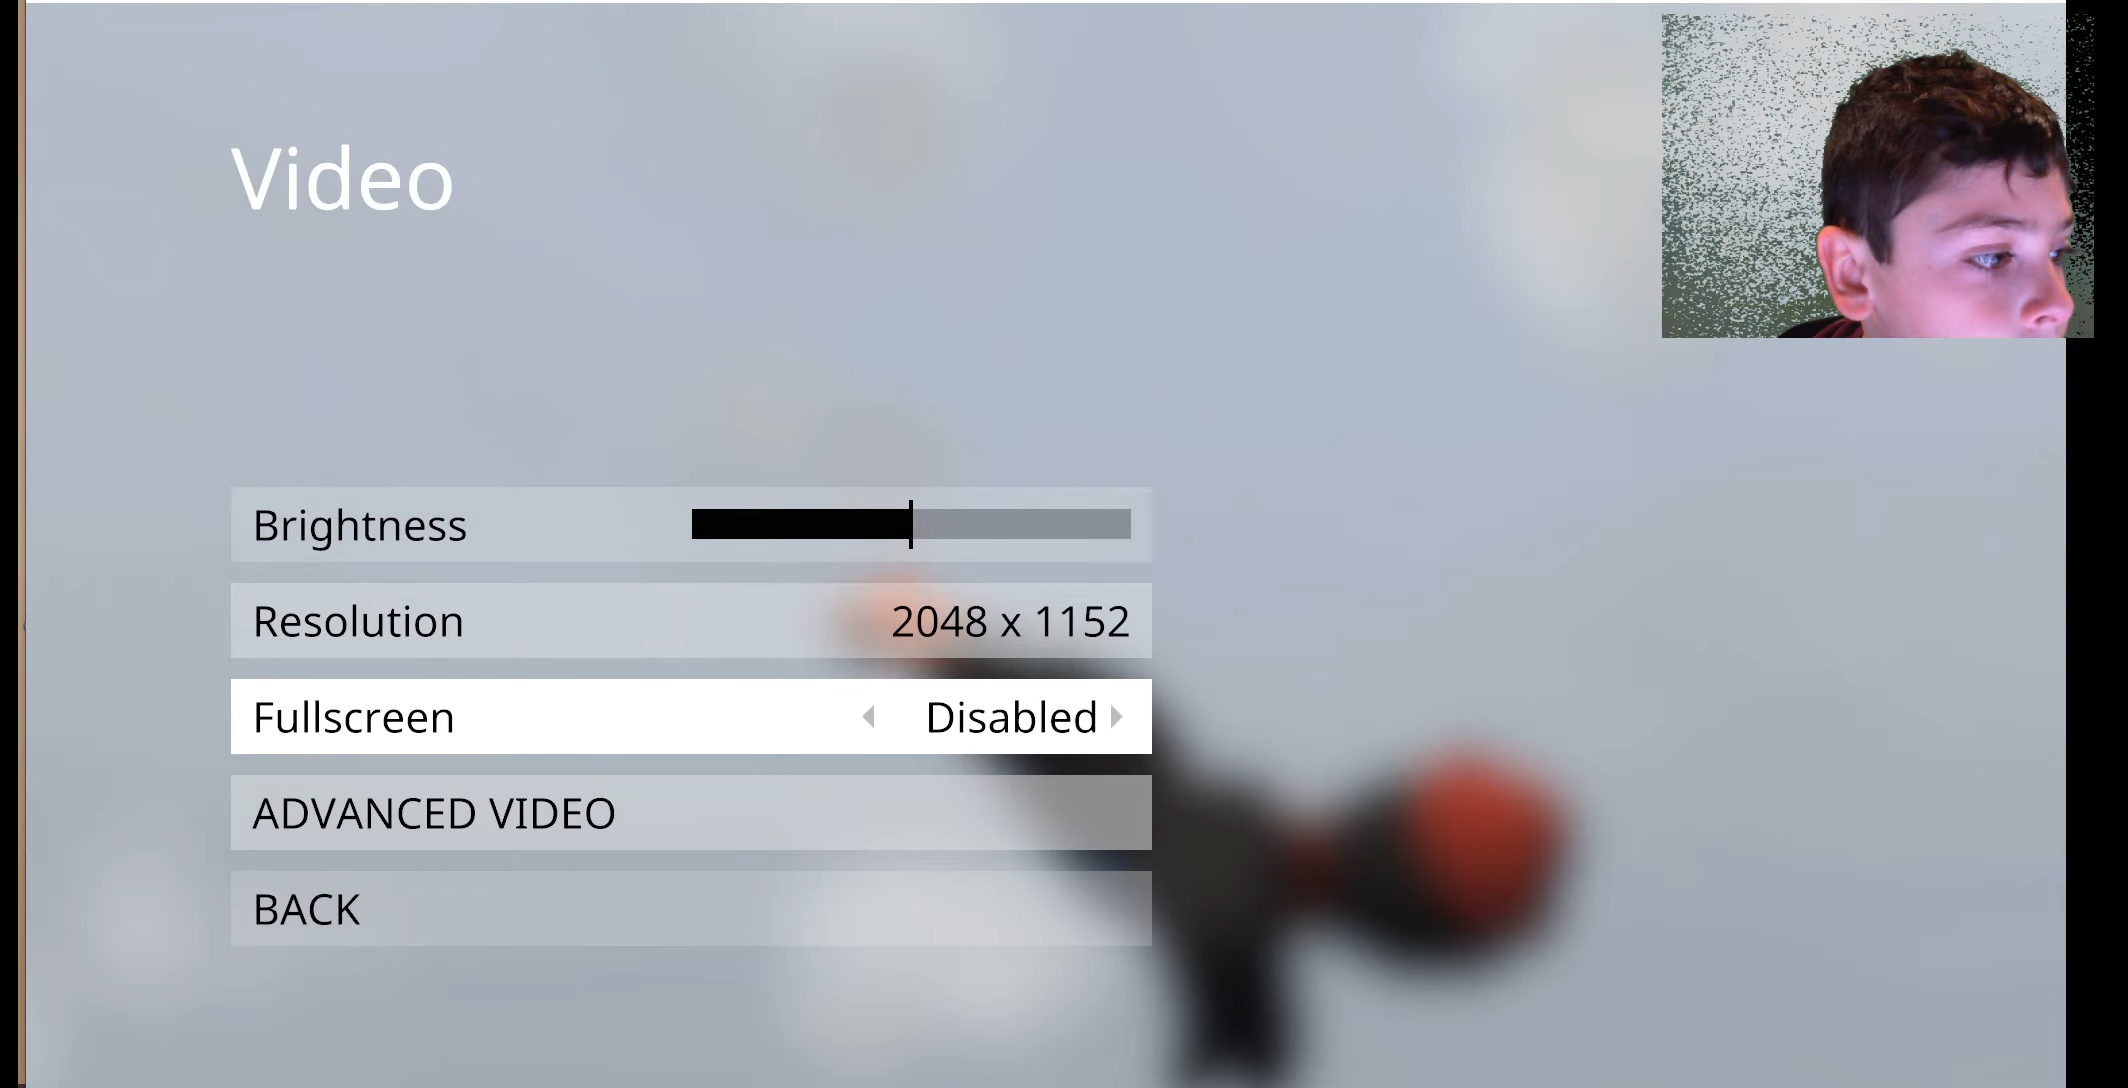 Video
Brightness
Resolution 2048 x 1152
Fullscreen Disabled
ADVANCED VIDEO
BACK